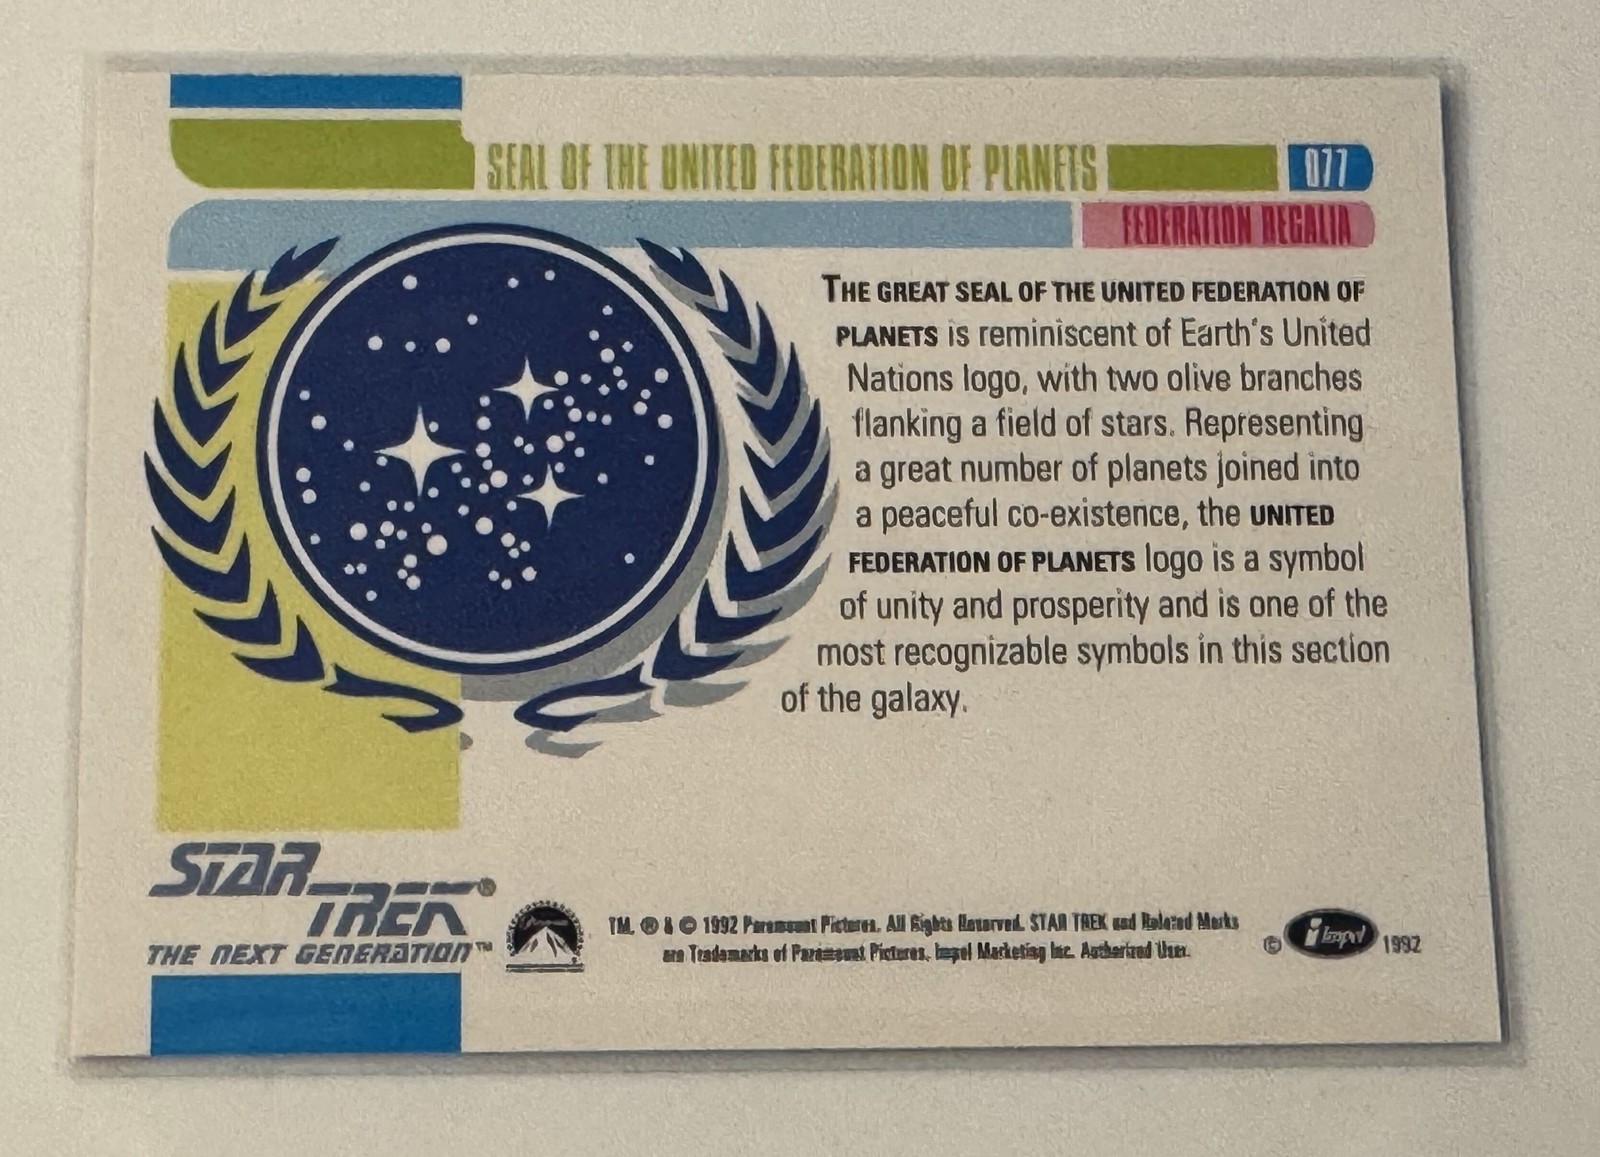 SEAL OF THE UNITED FEDERATION OF PLANETS
077
FEDERATION REGALIA
THE GREAT SEAL OF THE UNITED FEDERATION OF
PLANETS is reminiscent of Earth's United
Nations logo, with two olive branches
flanking a field of stars. Representing
a great number of planets joined into
a peaceful co-existence, the UNITED
FEDERATION OF PLANETS logo is a symbol
of unity and prosperity and is one of the
most recognizable symbols in this section
of the galaxy.
STAR
TREK®
THE NEXT GENERATION™
Paramount
TM, ® & © 1992 Paramount Pictures. All Rights Reserved. STAR TREK and Related Marks
are Trademarks of Paramount Pictures. Impel Marketing Inc. Authorized User.
© impel 1992